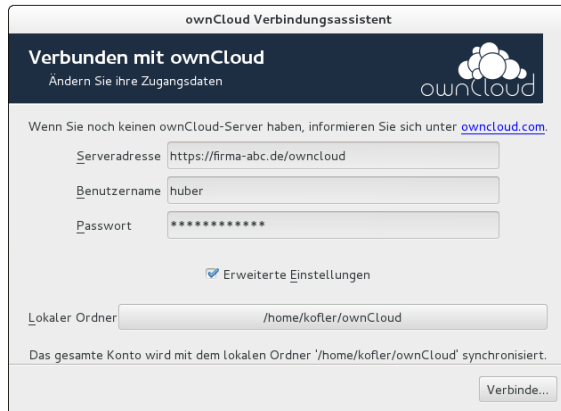 ownCloud Verbindungsassistent
Verbunden mit ownCloud
Ändern Sie ihre Zugangsdaten
ownCloud
Wenn Sie noch keinen ownCloud-Server haben, informieren Sie sich unter owncloud.com.
Serveradresse https://firma-abc.de/owncloud
Benutzername huber
Passwort ************
Erweiterte Einstellungen
Lokaler Ordner /home/kofler/ownCloud
Das gesamte Konto wird mit dem lokalen Ordner '/home/kofler/ownCloud' synchronisiert.
Verbinde...